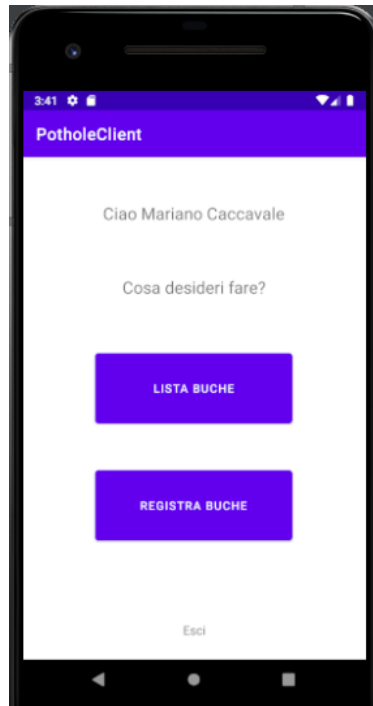 3:41
PotholeClient
Ciao Mariano Caccavale
Cosa desideri fare?
LISTA BUCHE
REGISTRA BUCHE
Esci